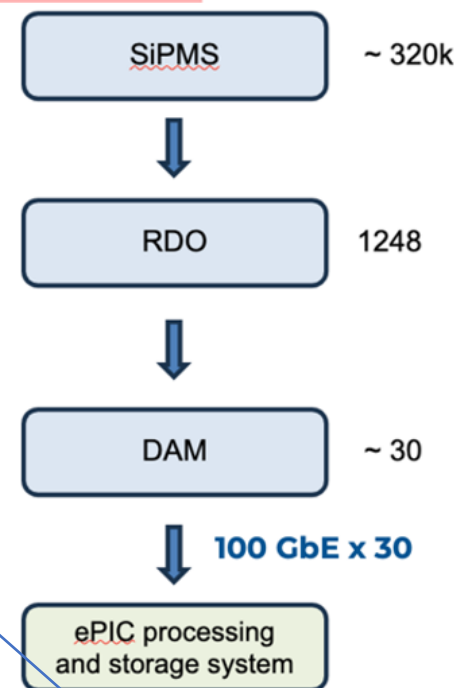 SiPMS ~ 320k
RDO 1248
DAM ~ 30
100 GbE x 30
ePIC processing
and storage system